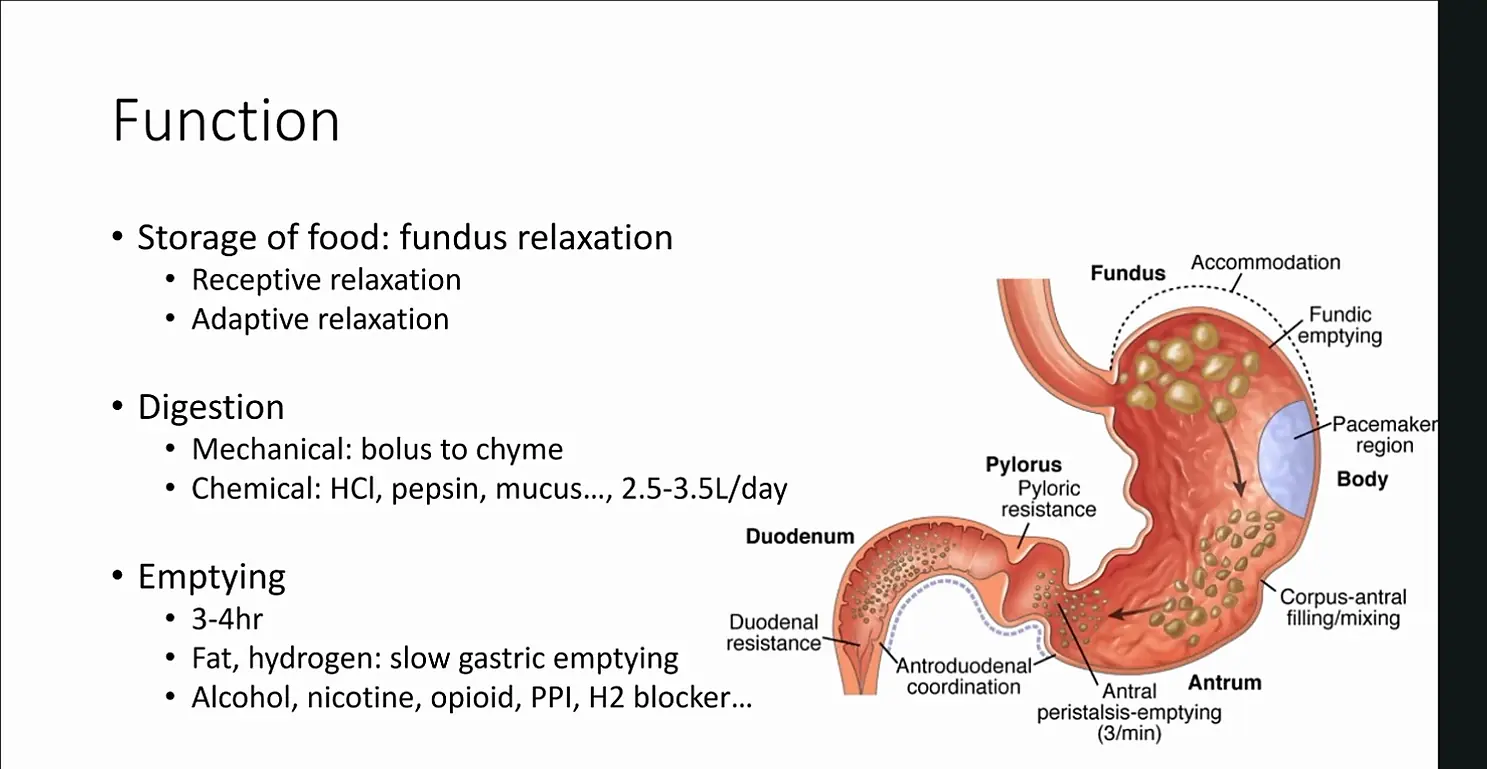 Function
• Storage of food: fundus relaxation
• Receptive relaxation
• Adaptive relaxation
• Digestion
• Mechanical: bolus to chyme
• Chemical: HCl, pepsin, mucus…, 2.5-3.5L/day
• Emptying
• 3-4hr
• Fat, hydrogen: slow gastric emptying
• Alcohol, nicotine, opioid, PPI, H2 blocker…
Fundus
Accommodation
Fundic
emptying
Pacemaker
region
Body
Pylorus
Pyloric
resistance
Duodenum
Duodenal
resistance
Antroduodenal
coordination
Corpus-antral
filling/mixing
Antrum
Antral
peristalsis-emptying
(3/min)